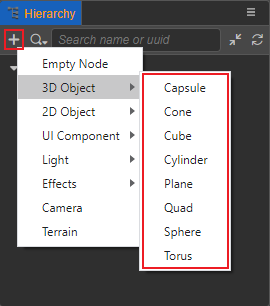 Hierarchy
Search name or uuid
Empty Node
3D Object
2D Object
UI Component
Light
Effects
Camera
Terrain
Capsule
Cone
Cube
Cylinder
Plane
Quad
Sphere
Torus